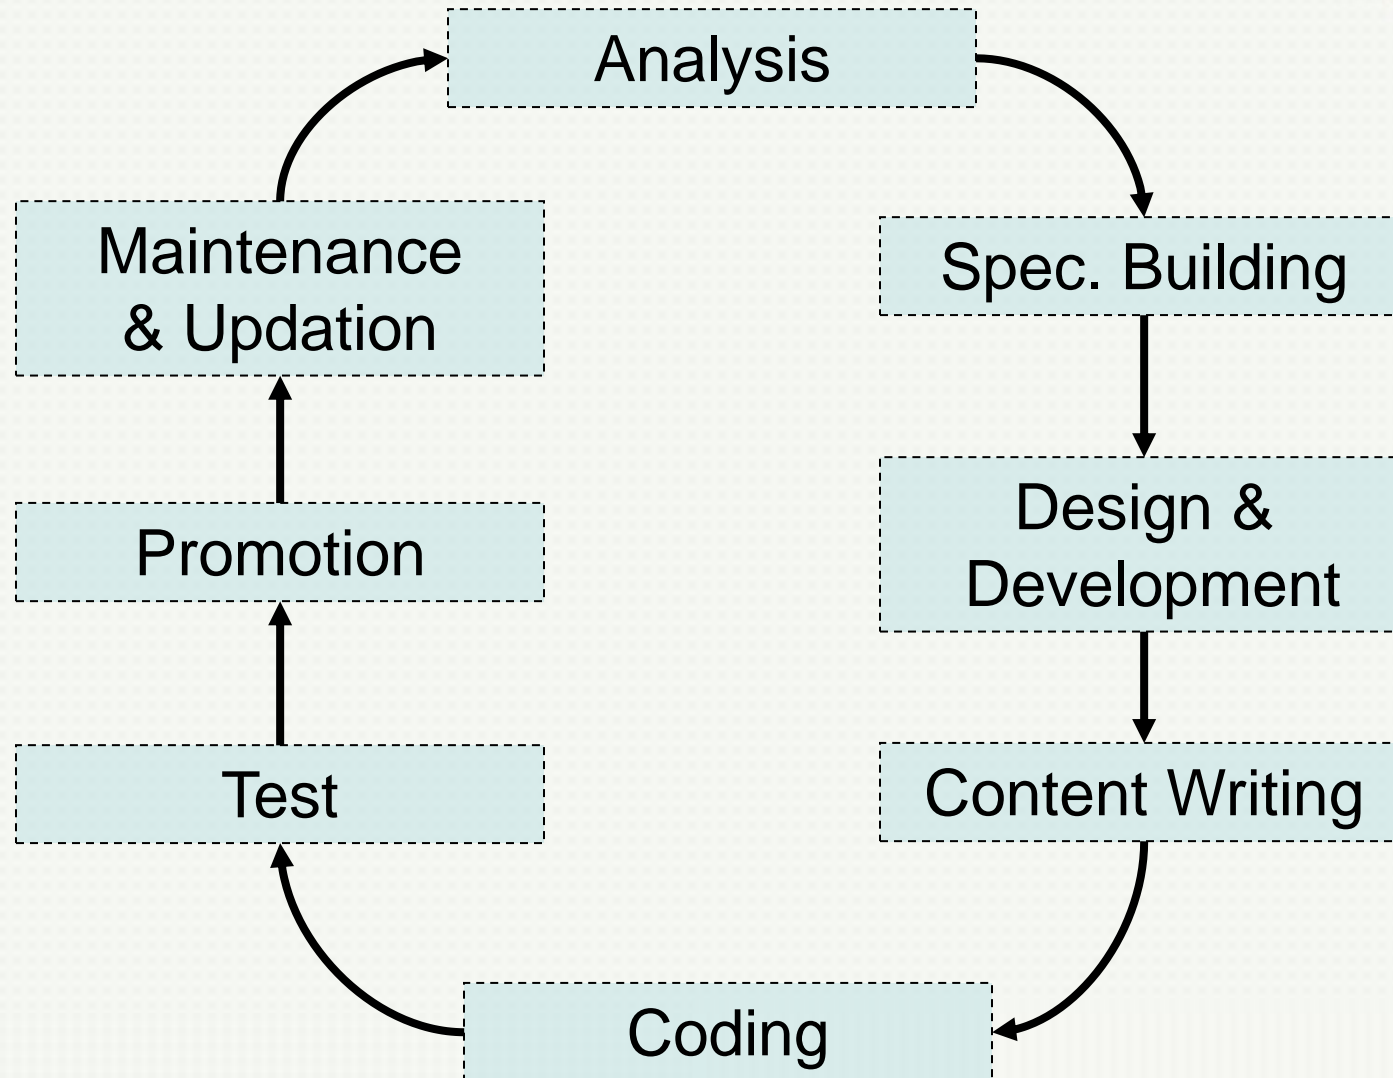 Analysis
Maintenance
& Updation
Spec. Building
Design &
Development
Promotion
Test
Content Writing
Coding